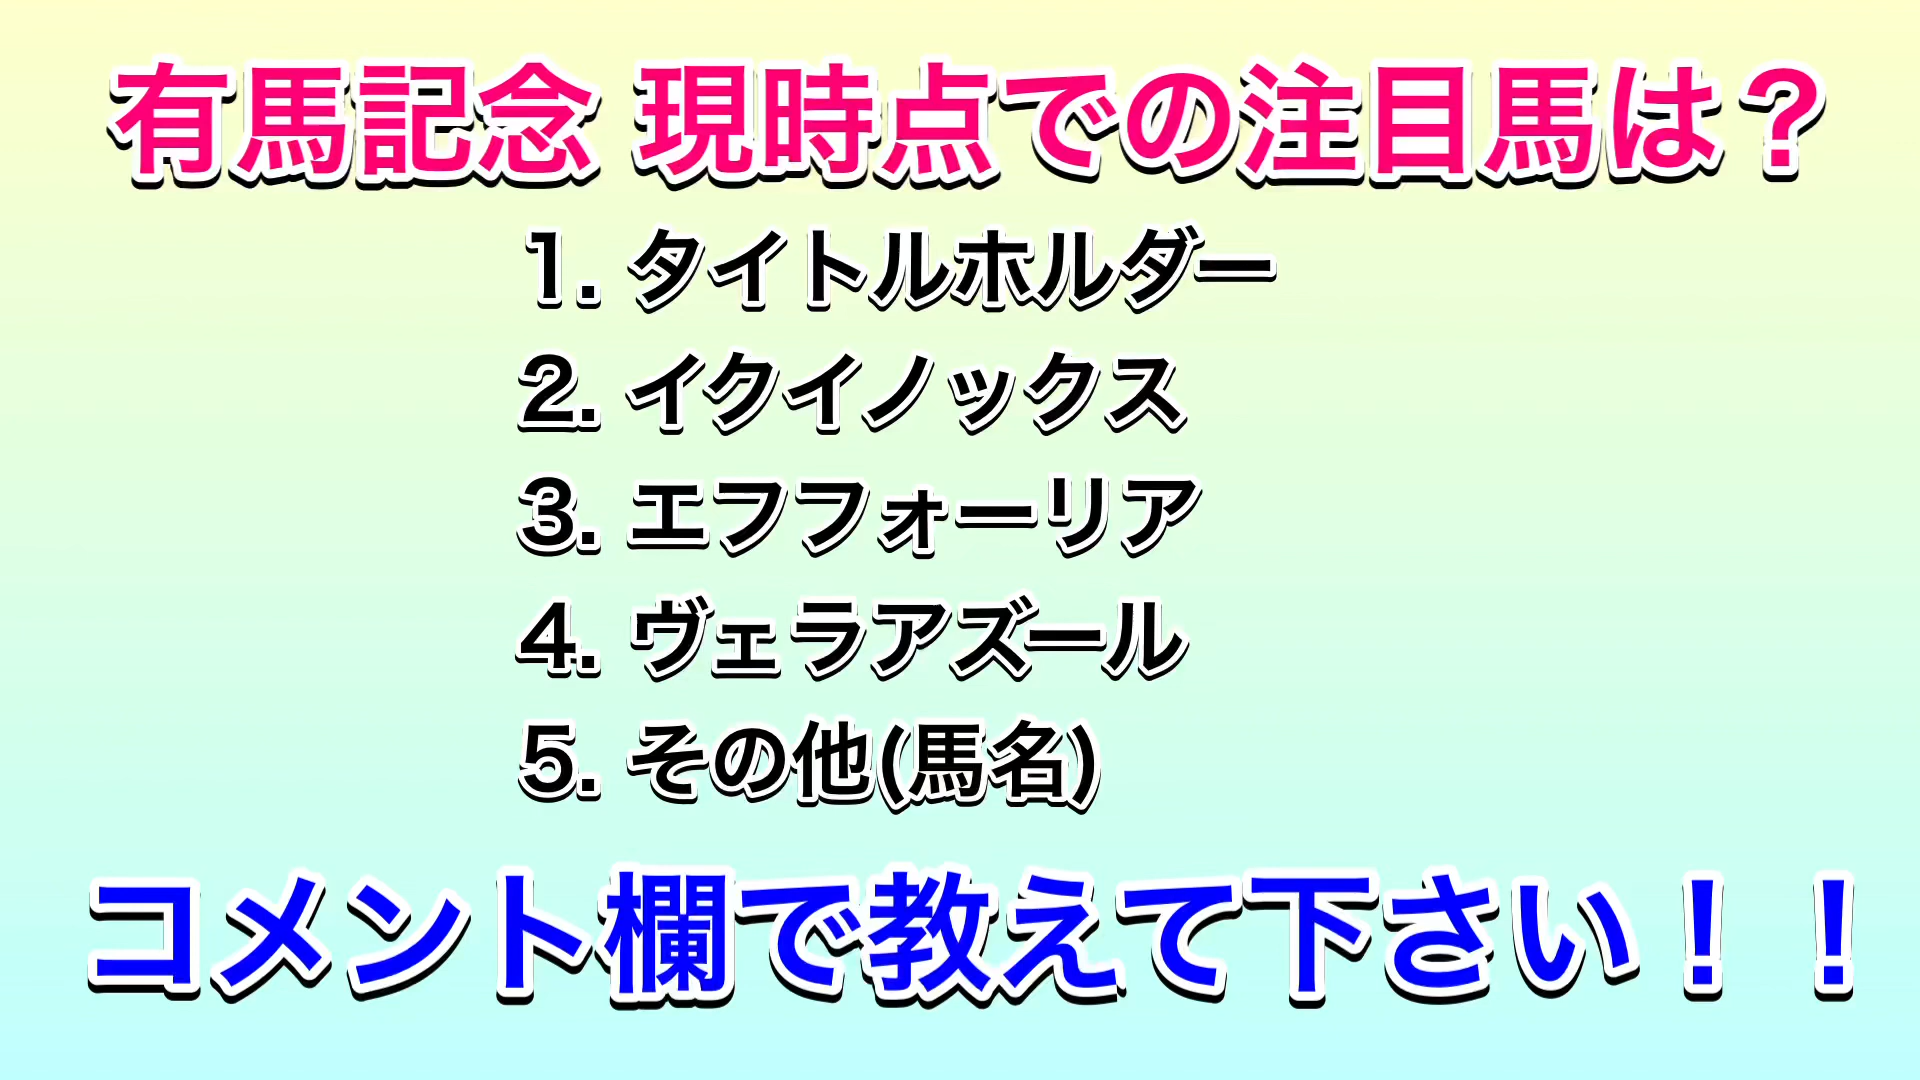 有馬記念 現時点での注目馬は？
1. タイトルホルダー
2. イクイノックス
3. エフフォーリア
4. ヴェラアズール
5. その他(馬名)
コメント欄で教えて下さい！！